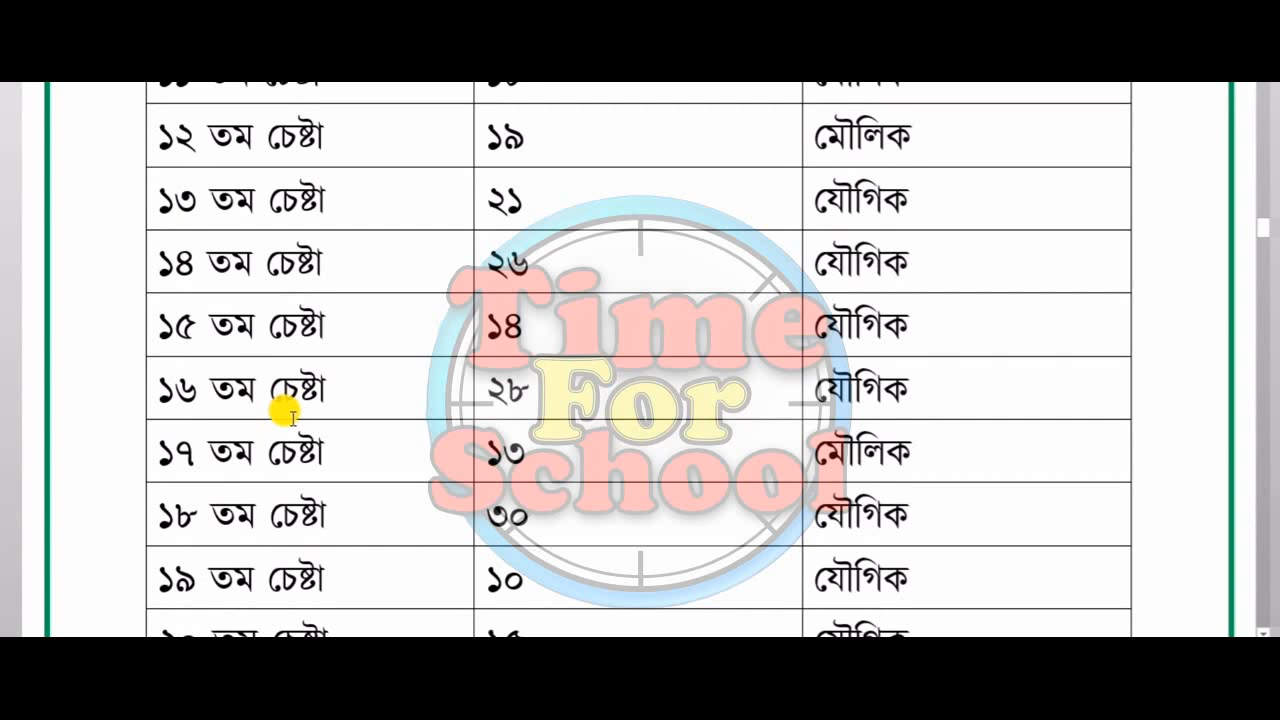 ১২ তম চেষ্টা ১৯ মৌলিক
১৩ তম চেষ্টা ২১ যৌগিক
১৪ তম চেষ্টা ২৬ যৌগিক
১৫ তম চেষ্টা ১৪ যৌগিক
১৬ তম চেষ্টা ২৮ যৌগিক
১৭ তম চেষ্টা ১৩ মৌলিক
১৮ তম চেষ্টা ৩০ যৌগিক
১৯ তম চেষ্টা ১০ যৌগিক
Time
For
School